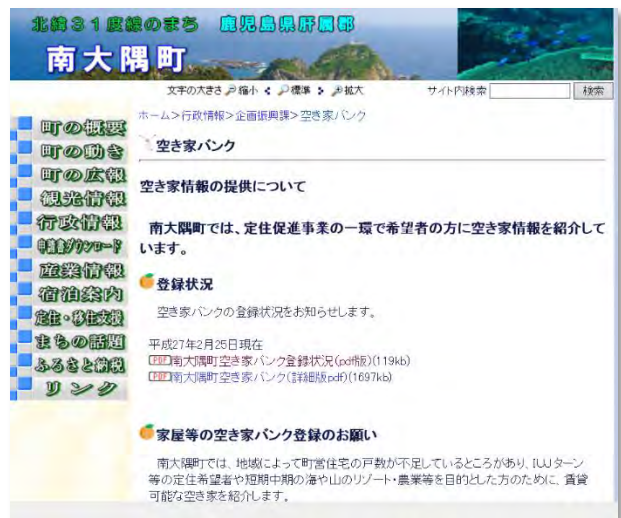 北緯31度線のまち 鹿児島県肝属郡
南大隅町
文字の大きさ 縮小 標準 拡大 サイト内検索 検索
ホーム>行政情報>企画振興課>空き家バンク
町の概要
町の動き
町の広報
観光情報
行政情報
申請書ダウンロード
産業情報
宿泊案内
定住・移住支援
まちの話題
ふるさと納税
リンク
空き家バンク
空き家情報の提供について
南大隅町では、定住促進事業の一環で希望者の方に空き家情報を紹介して
います。
登録状況
空き家バンクの登録状況をお知らせします。
平成27年2月25日現在
PDF南大隅町空き家バンク登録状況(pdf版)(119kb)
PDF南大隅町空き家バンク(詳細版pdf)(1697kb)
家屋等の空き家バンク登録のお願い
南大隅町では、地域によって町営住宅の戸数が不足しているところがあり、IUJターン
等の定住希望者や短期中期の海や山のリゾート・農業等を目的とした方のために、賃貸
可能な空き家を紹介します。